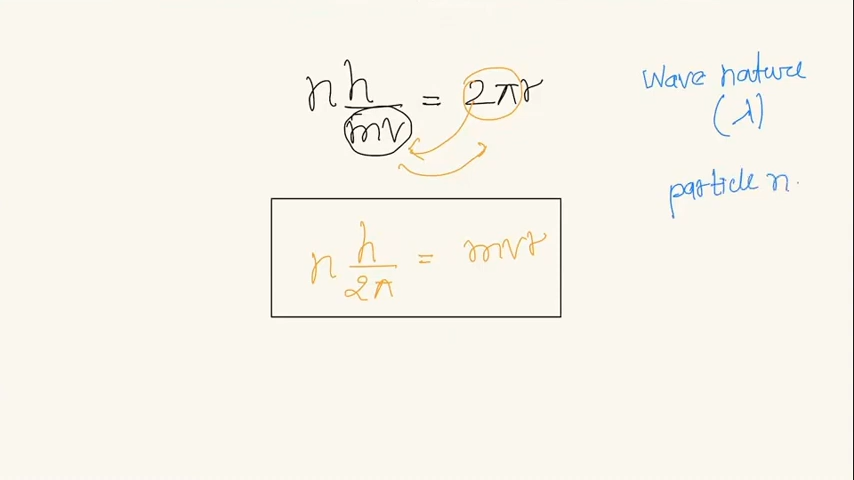 n h/mv = 2πr
wave nature
(λ)
particle n.
n h/2π = mvr